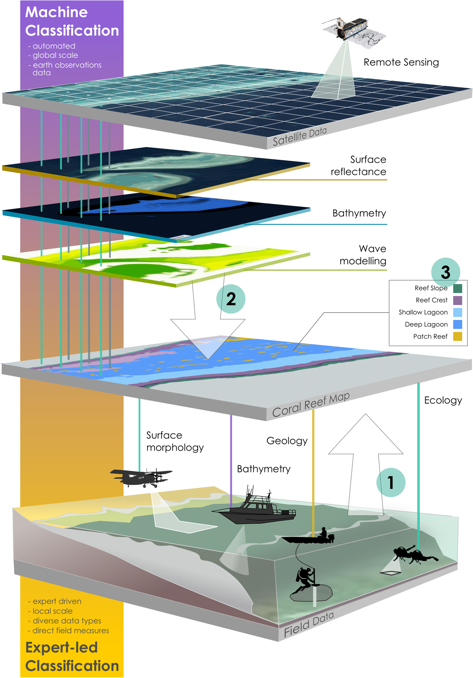 Machine
Classification
- automated
- global scale
- earth observations
data
Remote Sensing
Satellite Data
Surface
reflectance
Bathymetry
Wave
modelling
3
2
Reef Slope
Reef Crest
Shallow Lagoon
Deep Lagoon
Patch Reef
Coral Reef Map
Ecology
Surface
morphology
Geology
Bathymetry
1
Field Data
- expert driven
- local scale
- diverse data types
- direct field measures
Expert-led
Classification